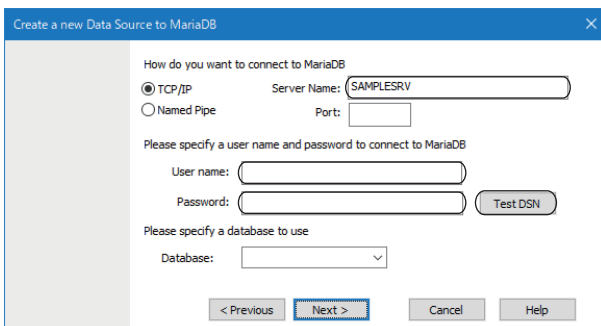 Create a new Data Source to MariaDB
How do you want to connect to MariaDB
TCP/IP Server Name: SAMPLESRV
Named Pipe Port:
Please specify a user name and password to connect to MariaDB
User name:
Password: Test DSN
Please specify a database to use
Database:
< Previous Next > Cancel Help